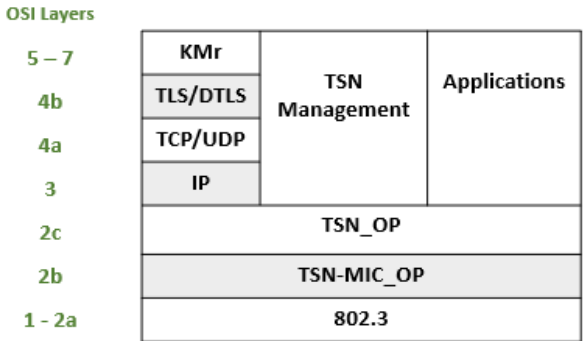 OSI Layers
5 – 7
KMr
TSN
Management
Applications
4b
TLS/DTLS
4a
TCP/UDP
3
IP
2c
TSN_OP
2b
TSN-MIC_OP
1 - 2a
802.3